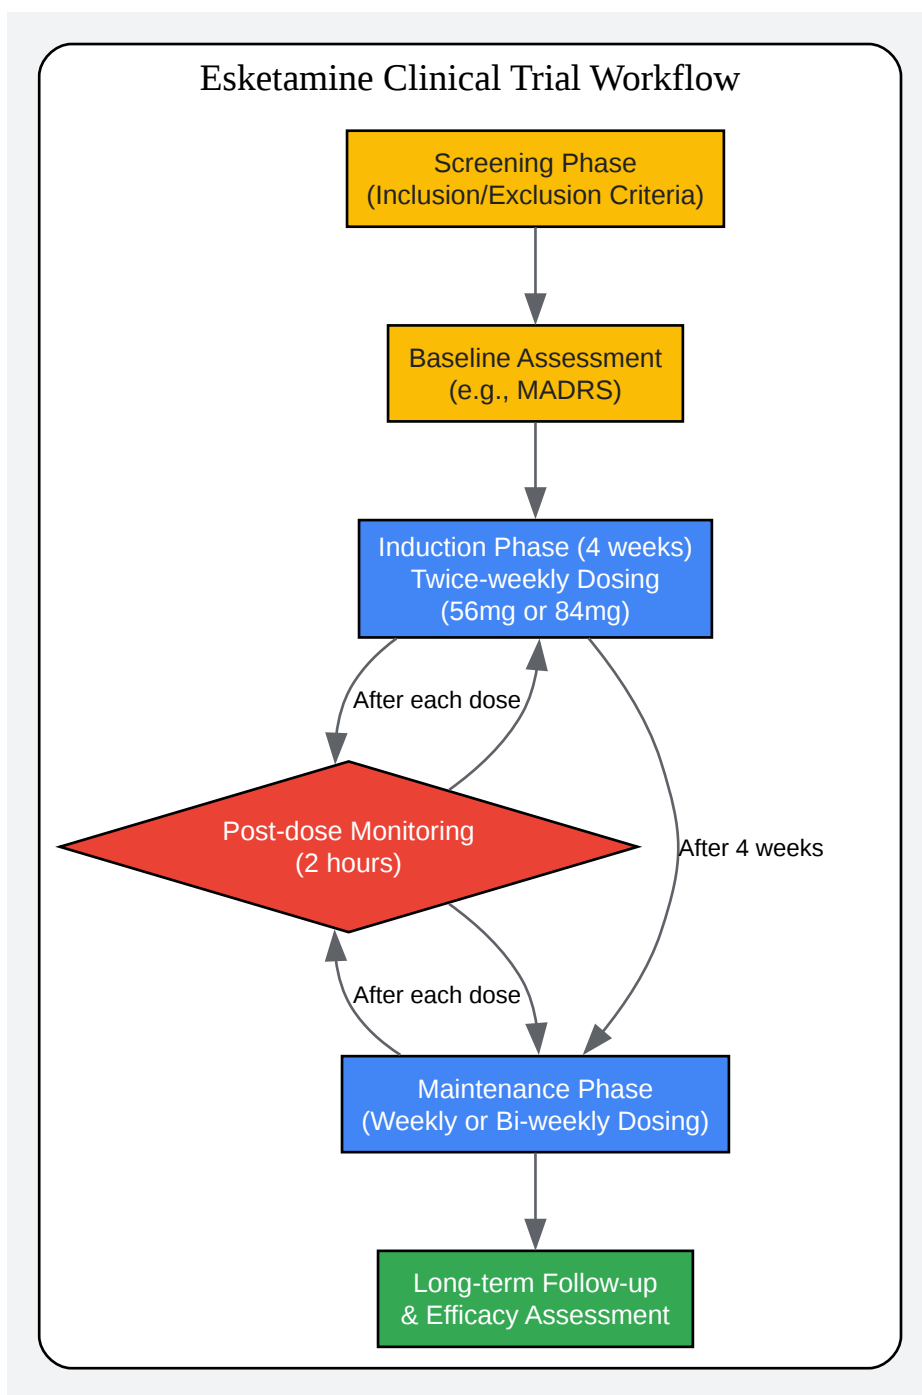 Esketamine Clinical Trial Workflow
Screening Phase
(Inclusion/Exclusion Criteria)
Baseline Assessment
(e.g., MADRS)
Induction Phase (4 weeks)
Twice-weekly Dosing
(56mg or 84mg)
After each dose
Post-dose Monitoring
(2 hours)
After 4 weeks
After each dose
Maintenance Phase
(Weekly or Bi-weekly Dosing)
Long-term Follow-up
& Efficacy Assessment